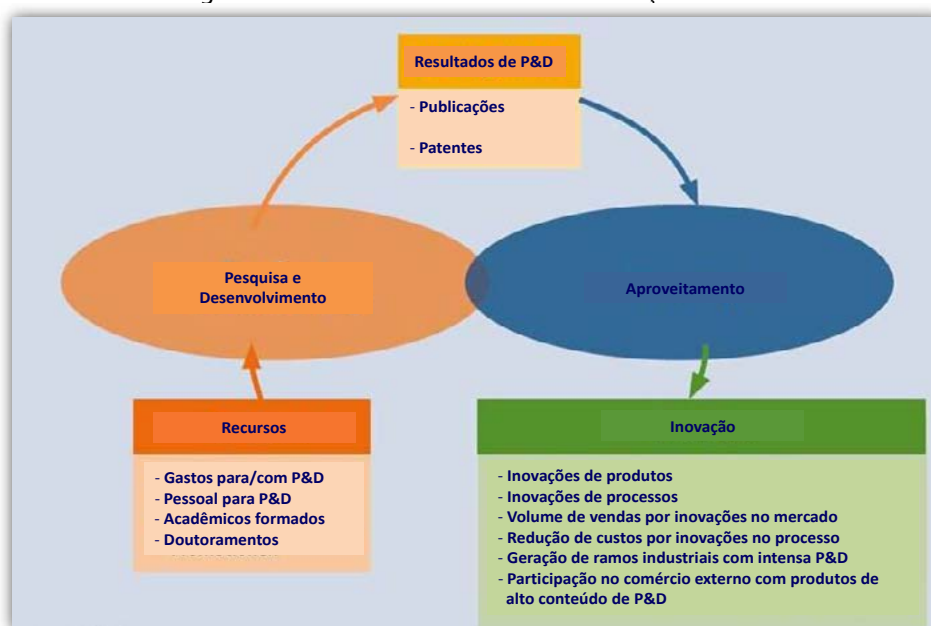 Resultados de P&D
- Publicações
- Patentes
Pesquisa e
Desenvolvimento
Aproveitamento
Recursos
- Gastos para/com P&D
- Pessoal para P&D
- Acadêmicos formados
- Doutoramentos
Inovação
- Inovações de produtos
- Inovações de processos
- Volume de vendas por inovações no mercado
- Redução de custos por inovações no processo
- Geração de ramos industriais com intensa P&D
- Participação no comércio externo com produtos de
alto conteúdo de P&D